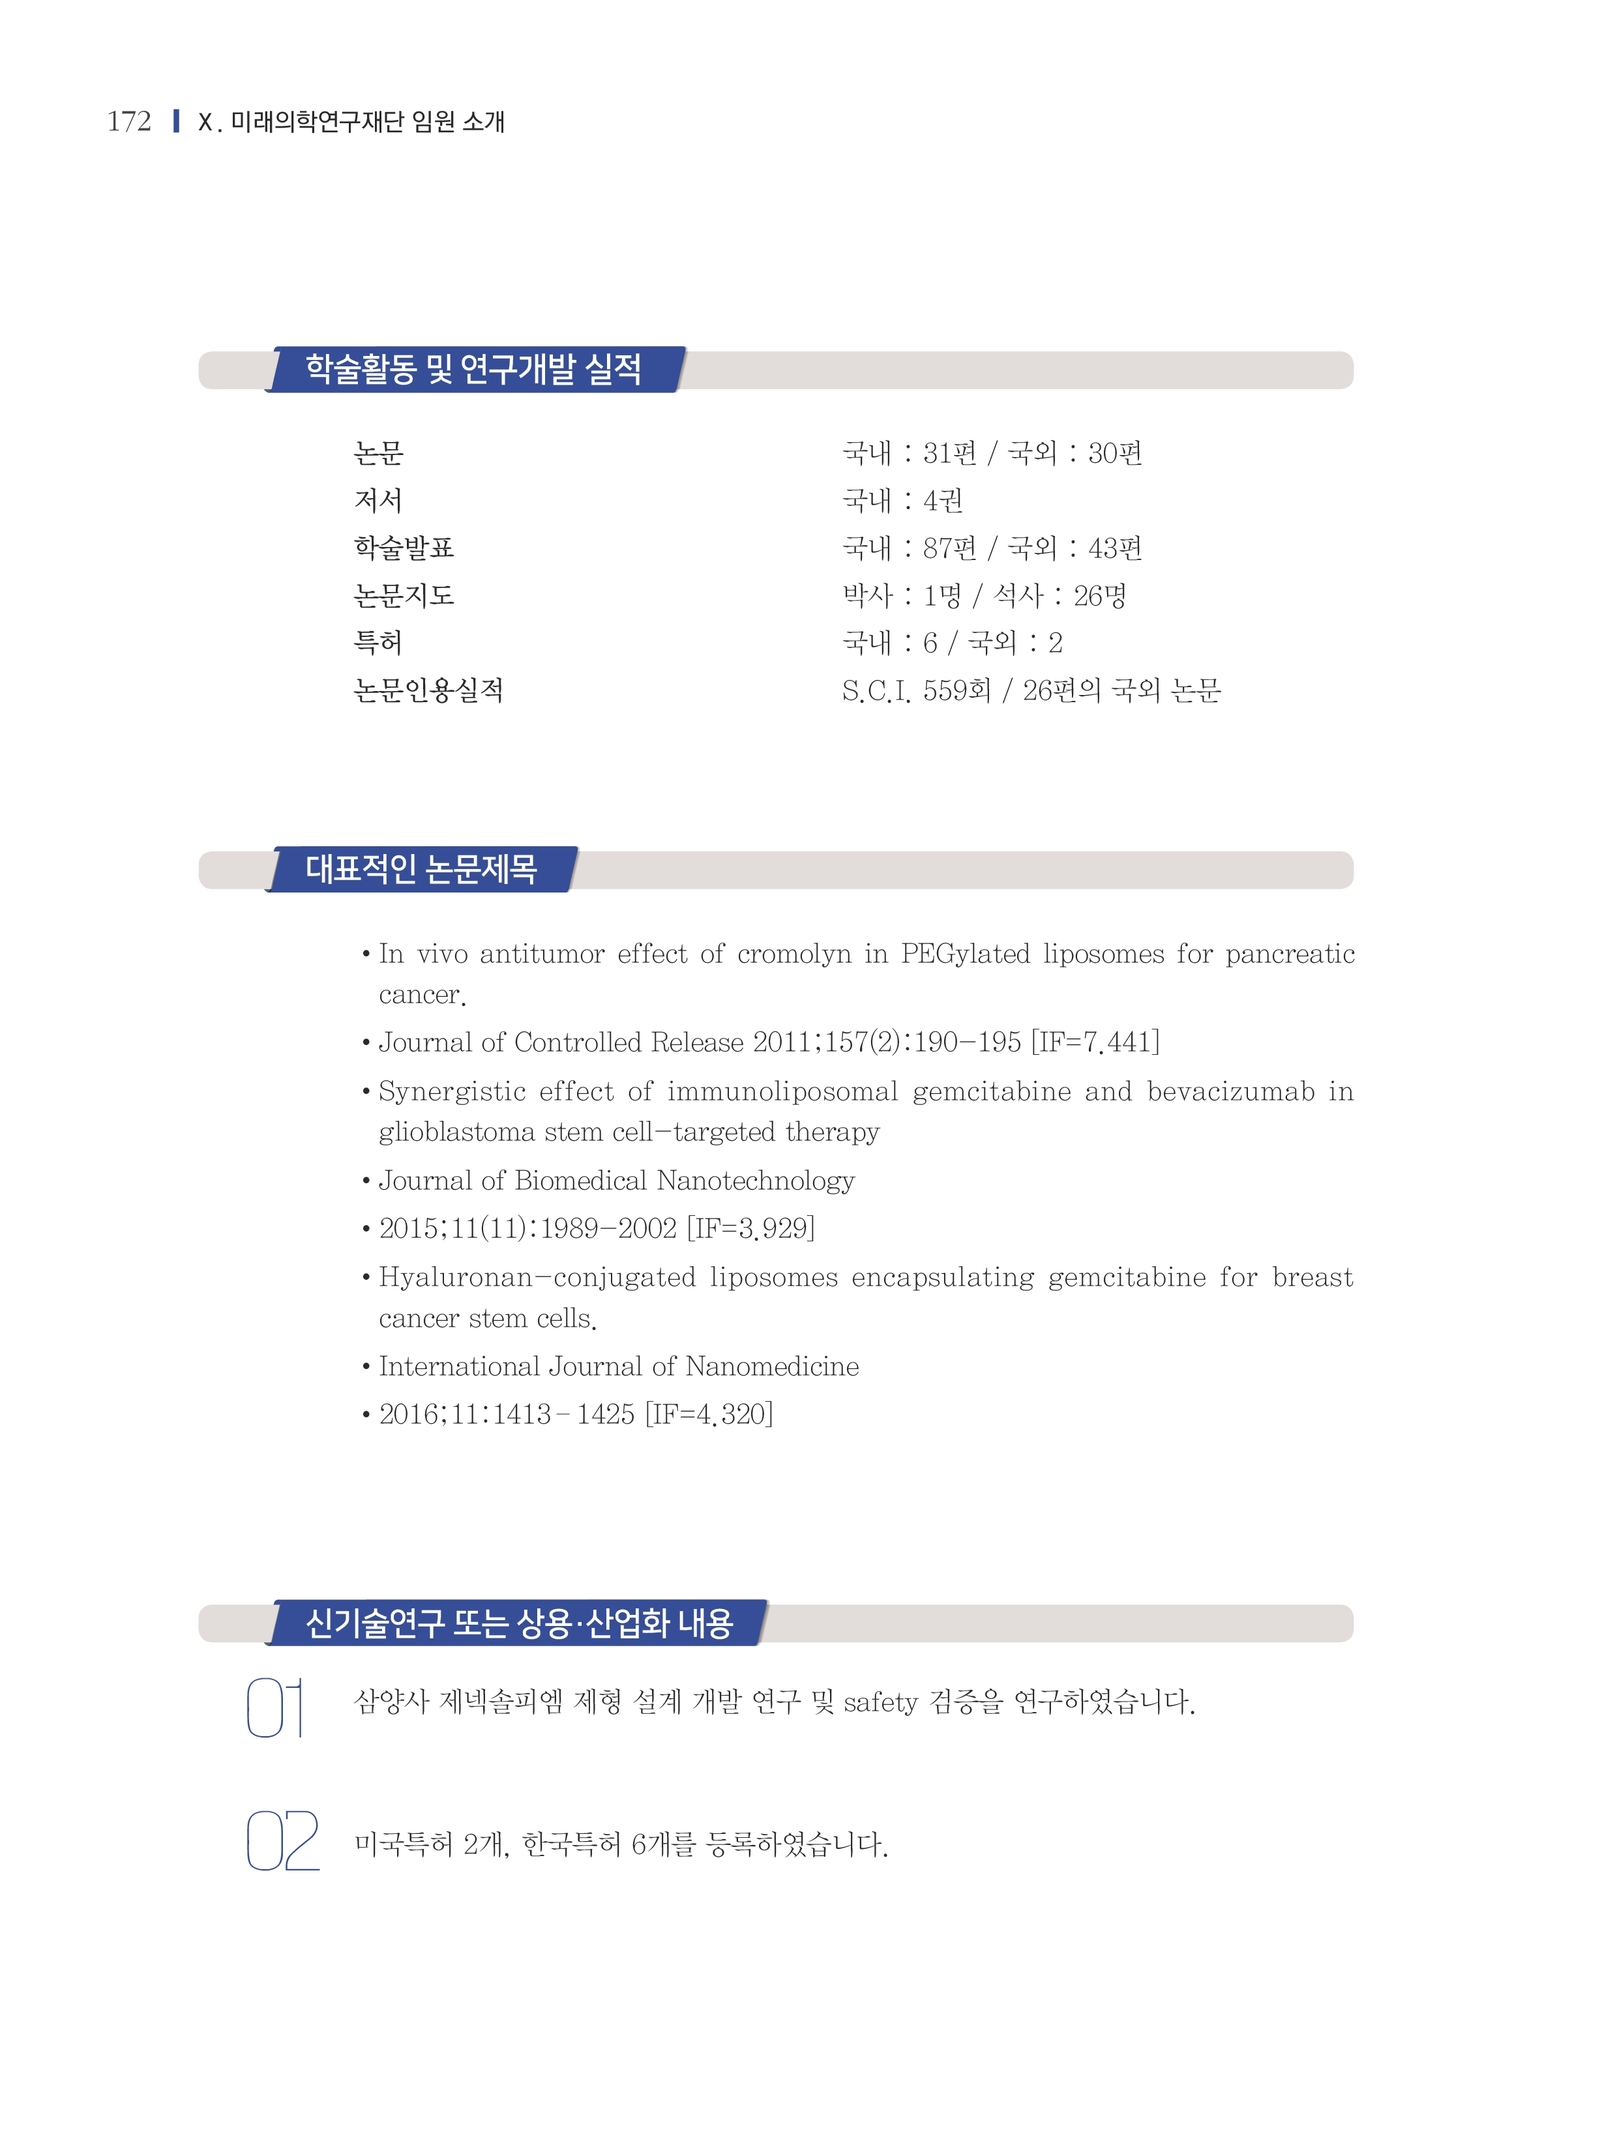 172 X. 미래의학연구재단 임원 소개
학술활동 및 연구개발 실적
논문 국내 : 31편 / 국외 : 30편
저서 국내 : 4권
학술발표 국내 : 87편 / 국외 : 43편
논문지도 박사 : 1명 / 석사 : 26명
특허 국내 : 6 / 국외 : 2
논문인용실적 S.C.I. 559회 / 26편의 국외 논문
대표적인 논문제목
• In vivo antitumor effect of cromolyn in PEGylated liposomes for pancreatic
cancer.
• Journal of Controlled Release 2011;157(2):190-195 [IF=7.441]
• Synergistic effect of immunoliposomal gemcitabine and bevacizumab in
glioblastoma stem cell-targeted therapy
• Journal of Biomedical Nanotechnology
• 2015;11(11):1989-2002 [IF=3.929]
• Hyaluronan-conjugated liposomes encapsulating gemcitabine for breast
cancer stem cells.
• International Journal of Nanomedicine
• 2016;11:1413–1425 [IF=4.320]
신기술연구 또는 상용·산업화 내용
01 삼양사 제넥솔피엠 제형 설계 개발 연구 및 safety 검증을 연구하였습니다.
02 미국특허 2개, 한국특허 6개를 등록하였습니다.